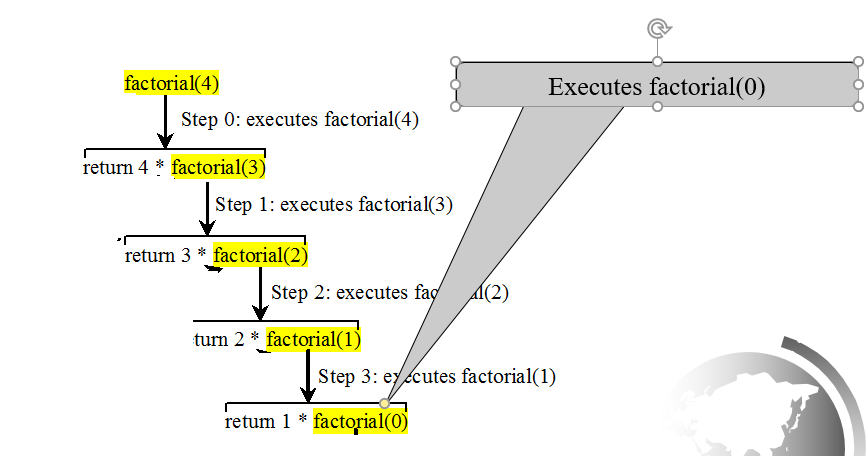 factorial(4)
Executes factorial(0)
Step 0: executes factorial(4)
return 4 * factorial(3)
Step 1: executes factorial(3)
return 3 * factorial(2)
Step 2: executes fac l(2)
turn 2 * factorial(1)
Step 3: executes factorial(1)
return 1 * factorial(0)